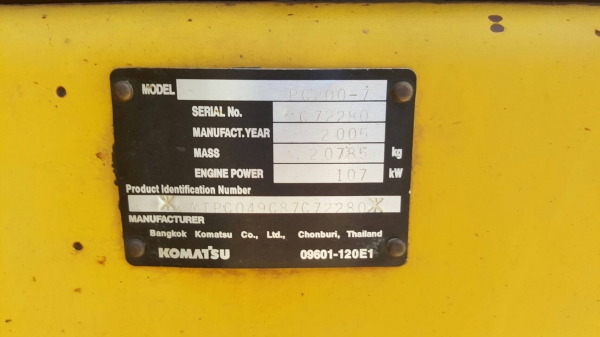 MODEL PC200-7
SERIAL No. C72280
MANUFACT.YEAR 2005
MASS 20785 kg
ENGINE POWER 107 kW
Product Identification Number
MANUFACTURER
Bangkok Komatsu Co., Ltd., Chonburi, Thailand
KOMATSU 09601-120E1